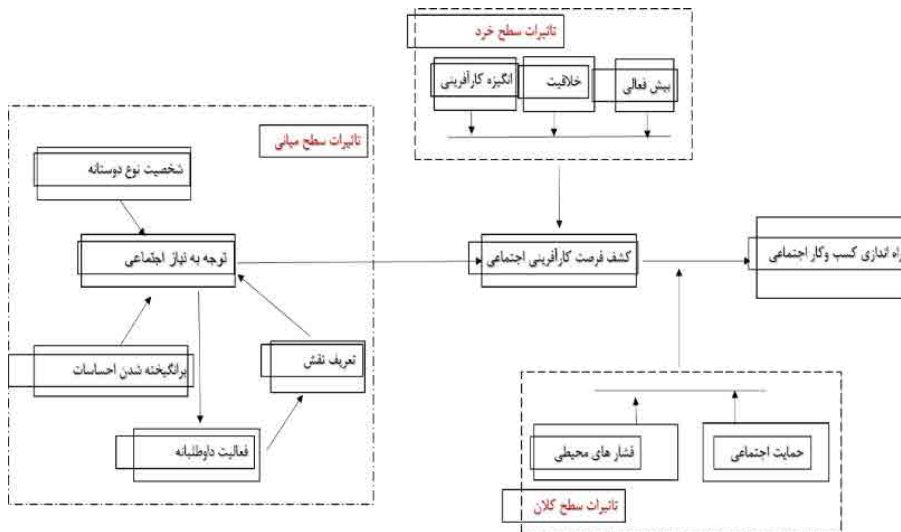 تاثیرات سطح خرد
بیش فعالی
خلاقیت
انگیزه کارآفرینی
تاثیرات سطح میانی
شخصیت نوع دوستانه
توجه به نیاز اجتماعی
کشف فرصت کارآفرینی اجتماعی
راه اندازی کسب وکار اجتماعی
تعریف نقش
برانگیخته شدن احساسات
فعالیت داوطلبانه
حمایت اجتماعی
فشار های محیطی
تاثیرات سطح کلان